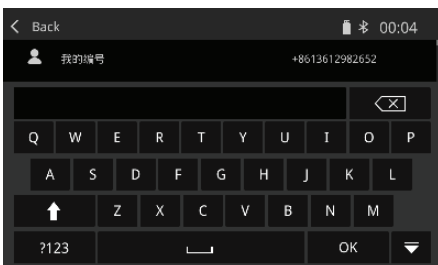 Back 00:04
我的编号 +8613612982652
Q W E R T Y U I O P
A S D F G H J K L
Z X C V B N M
?123 OK